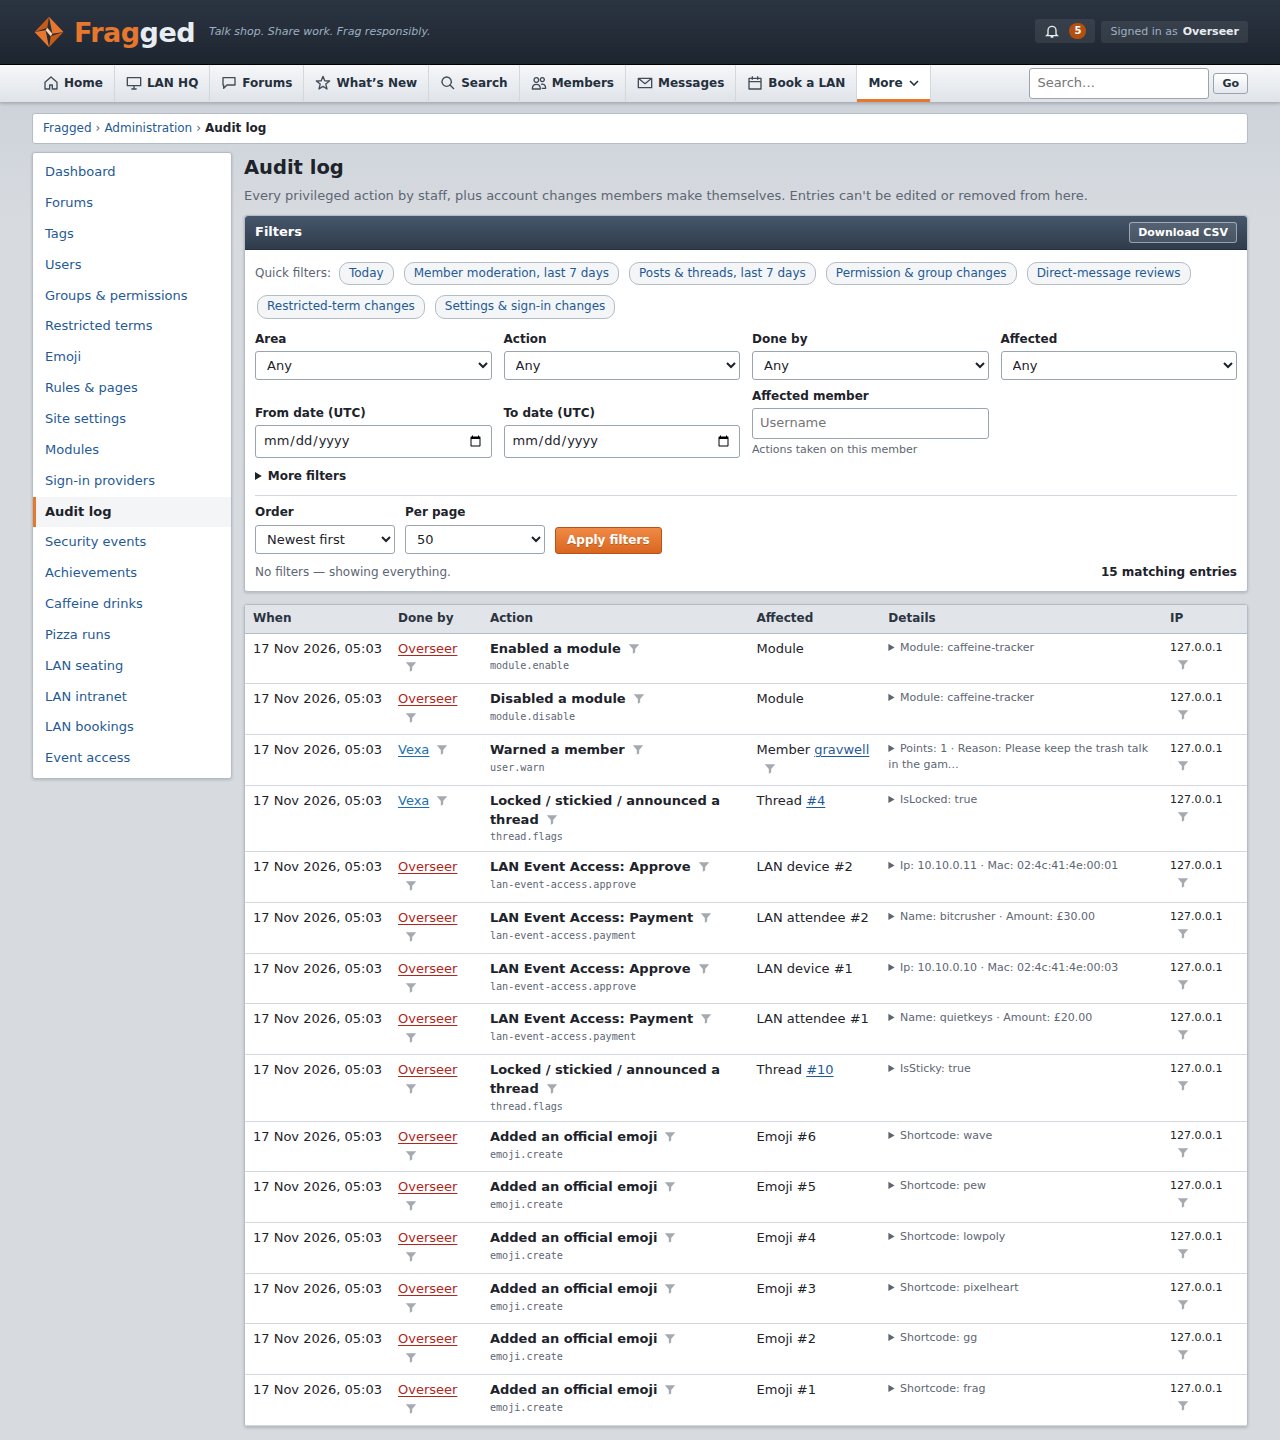 Fragged Talk shop. Share work. Frag responsibly. 5 Signed in as Overseer
Home LAN HQ Forums What's New Search Members Messages Book a LAN More Search... Go
Fragged › Administration › Audit log
Dashboard
Forums
Tags
Users
Groups & permissions
Restricted terms
Emoji
Rules & pages
Site settings
Modules
Sign-in providers
Audit log
Security events
Achievements
Caffeine drinks
Pizza runs
LAN seating
LAN intranet
LAN bookings
Event access
Audit log
Every privileged action by staff, plus account changes members make themselves. Entries can't be edited or removed from here.
Filters Download CSV
Quick filters: Today Member moderation, last 7 days Posts & threads, last 7 days Permission & group changes Direct-message reviews
Restricted-term changes Settings & sign-in changes
Area Action Done by Affected
Any Any Any Any
From date (UTC) To date (UTC) Affected member
mm/dd/yyyy mm/dd/yyyy Username
Actions taken on this member
More filters
Order Per page
Newest first 50 Apply filters
No filters — showing everything. 15 matching entries
When Done by Action Affected Details IP
17 Nov 2026, 05:03 Overseer Enabled a module Module Module: caffeine-tracker 127.0.0.1
module.enable
17 Nov 2026, 05:03 Overseer Disabled a module Module Module: caffeine-tracker 127.0.0.1
module.disable
17 Nov 2026, 05:03 Vexa Warned a member Member gravwell Points: 1 · Reason: Please keep the trash talk 127.0.0.1
user.warn in the gam…
17 Nov 2026, 05:03 Vexa Locked / stickied / announced a Thread #4 IsLocked: true 127.0.0.1
thread
thread.flags
17 Nov 2026, 05:03 Overseer LAN Event Access: Approve LAN device #2 Ip: 10.10.0.11 · Mac: 02:4c:41:4e:00:01 127.0.0.1
lan-event-access.approve
17 Nov 2026, 05:03 Overseer LAN Event Access: Payment LAN attendee #2 Name: bitcrusher · Amount: £30.00 127.0.0.1
lan-event-access.payment
17 Nov 2026, 05:03 Overseer LAN Event Access: Approve LAN device #1 Ip: 10.10.0.10 · Mac: 02:4c:41:4e:00:03 127.0.0.1
lan-event-access.approve
17 Nov 2026, 05:03 Overseer LAN Event Access: Payment LAN attendee #1 Name: quietkeys · Amount: £20.00 127.0.0.1
lan-event-access.payment
17 Nov 2026, 05:03 Overseer Locked / stickied / announced a Thread #10 IsSticky: true 127.0.0.1
thread
thread.flags
17 Nov 2026, 05:03 Overseer Added an official emoji Emoji #6 Shortcode: wave 127.0.0.1
emoji.create
17 Nov 2026, 05:03 Overseer Added an official emoji Emoji #5 Shortcode: pew 127.0.0.1
emoji.create
17 Nov 2026, 05:03 Overseer Added an official emoji Emoji #4 Shortcode: lowpoly 127.0.0.1
emoji.create
17 Nov 2026, 05:03 Overseer Added an official emoji Emoji #3 Shortcode: pixelheart 127.0.0.1
emoji.create
17 Nov 2026, 05:03 Overseer Added an official emoji Emoji #2 Shortcode: gg 127.0.0.1
emoji.create
17 Nov 2026, 05:03 Overseer Added an official emoji Emoji #1 Shortcode: frag 127.0.0.1
emoji.create